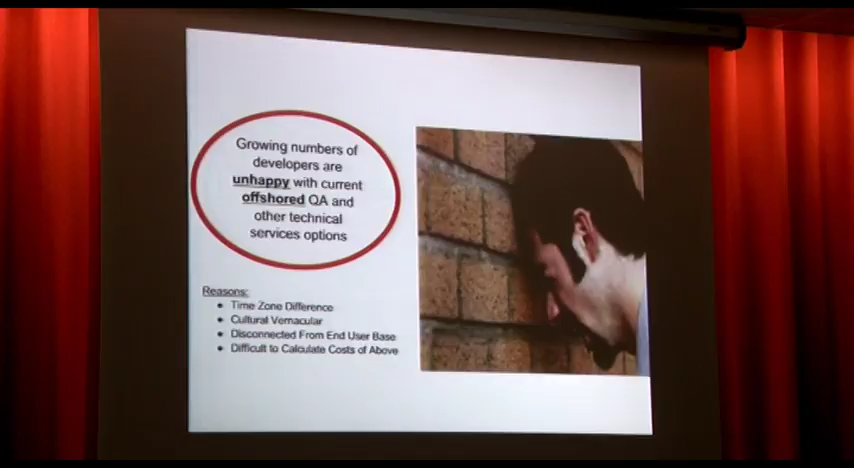 Growing numbers of
developers are
unhappy with current
offshored QA and
other technical
services options
Reasons:
Time Zone Difference
Cultural Vernacular
Disconnected From End User Base
Difficult to Calculate Costs of Above